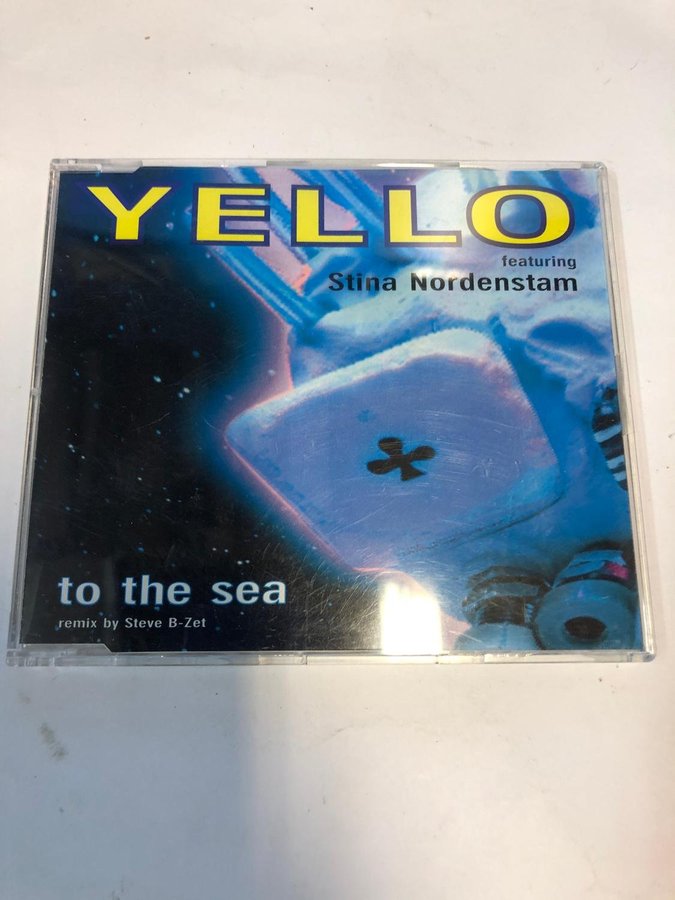 YELLO
featuring
Stina Nordenstam
to the sea
remix by Steve B-Zet